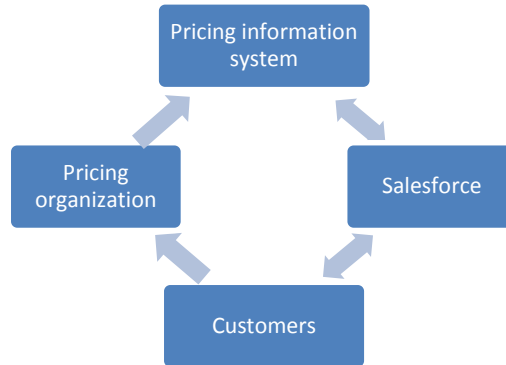 Pricing information
system
Pricing
organization
Salesforce
Customers